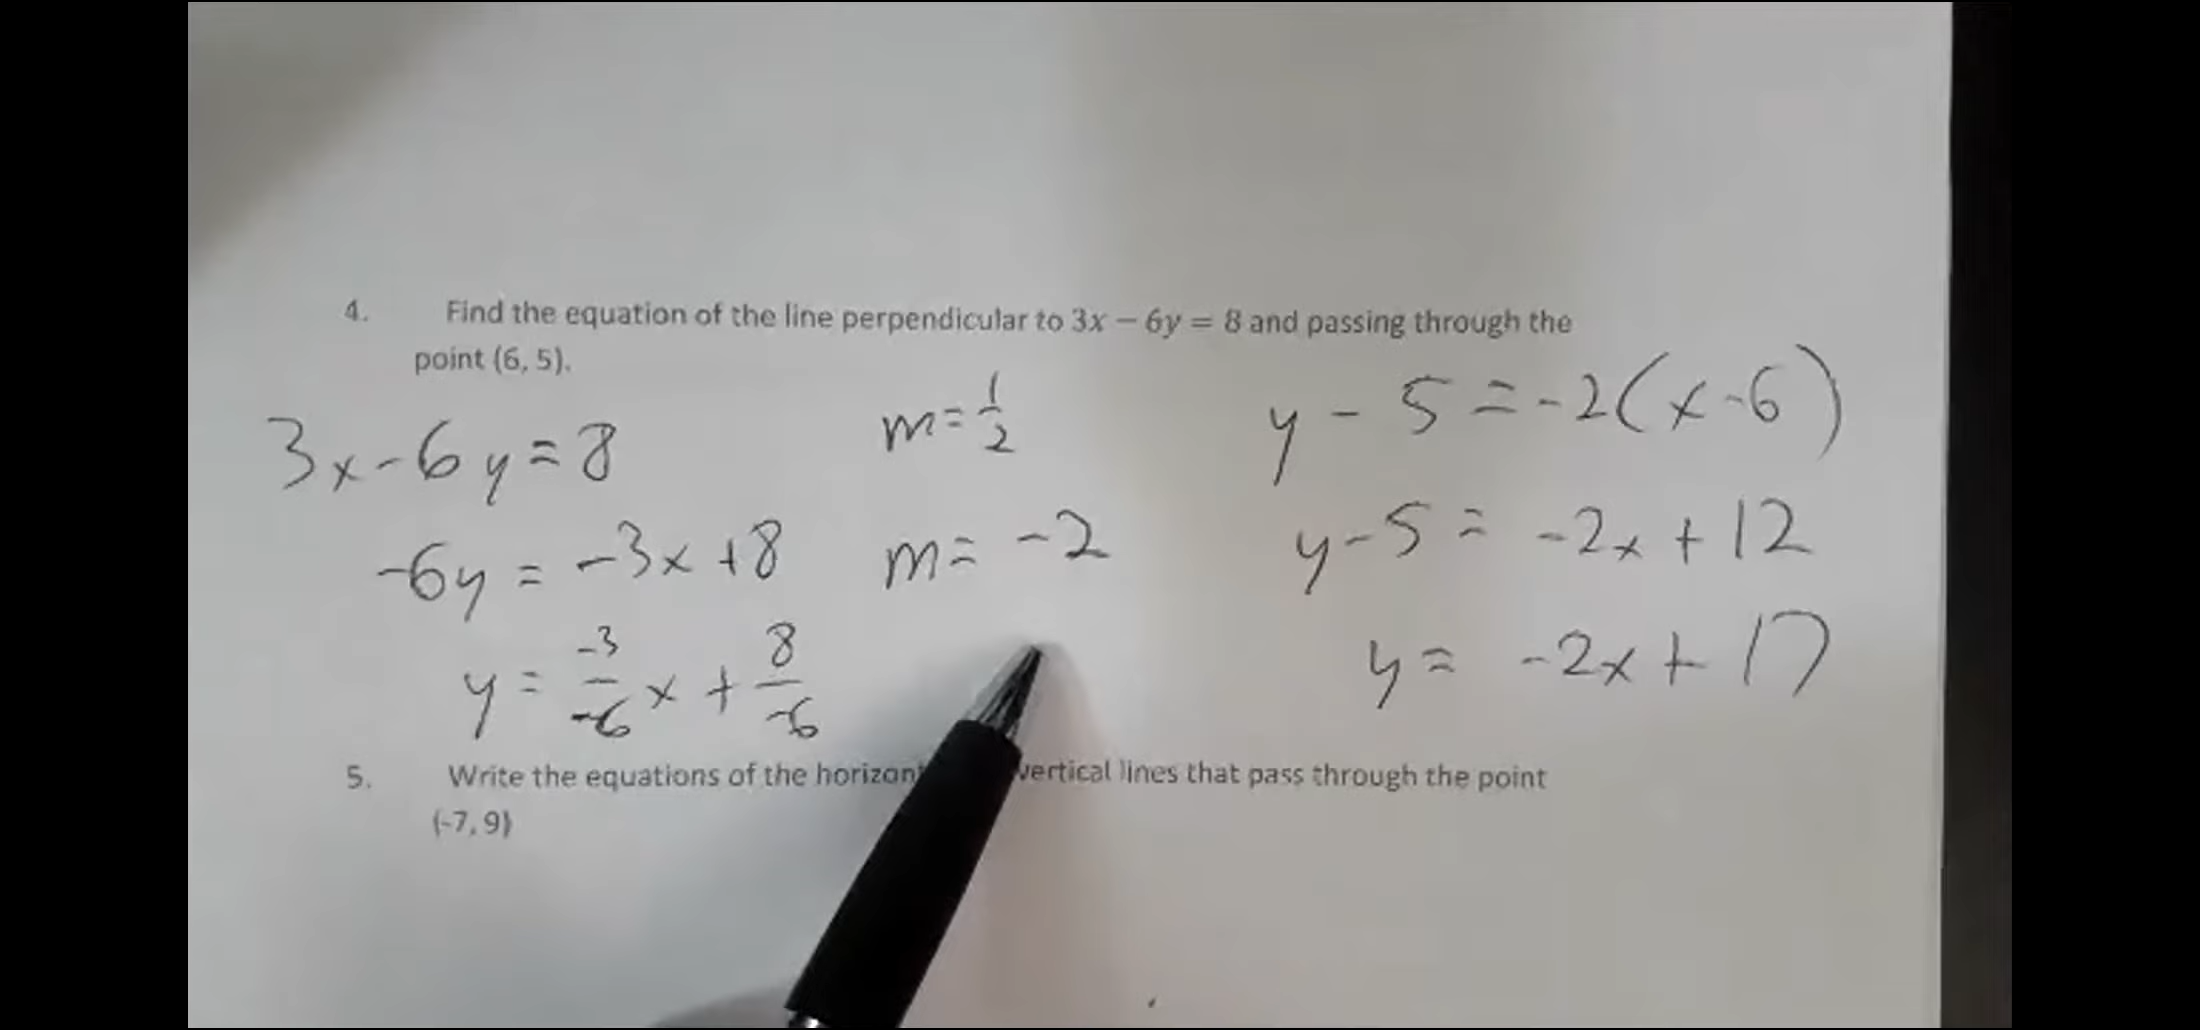 4. Find the equation of the line perpendicular to 3x − 6y = 8 and passing through the
point (6, 5).
3x-6y=8
-6y = -3x+8
y = -3/-6 x + 8/-6
m=1/2
m= -2
y - 5 = -2(x-6)
y-5 = -2x + 12
y = -2x + 17
5. Write the equations of the horizont vertical lines that pass through the point
(-7, 9)